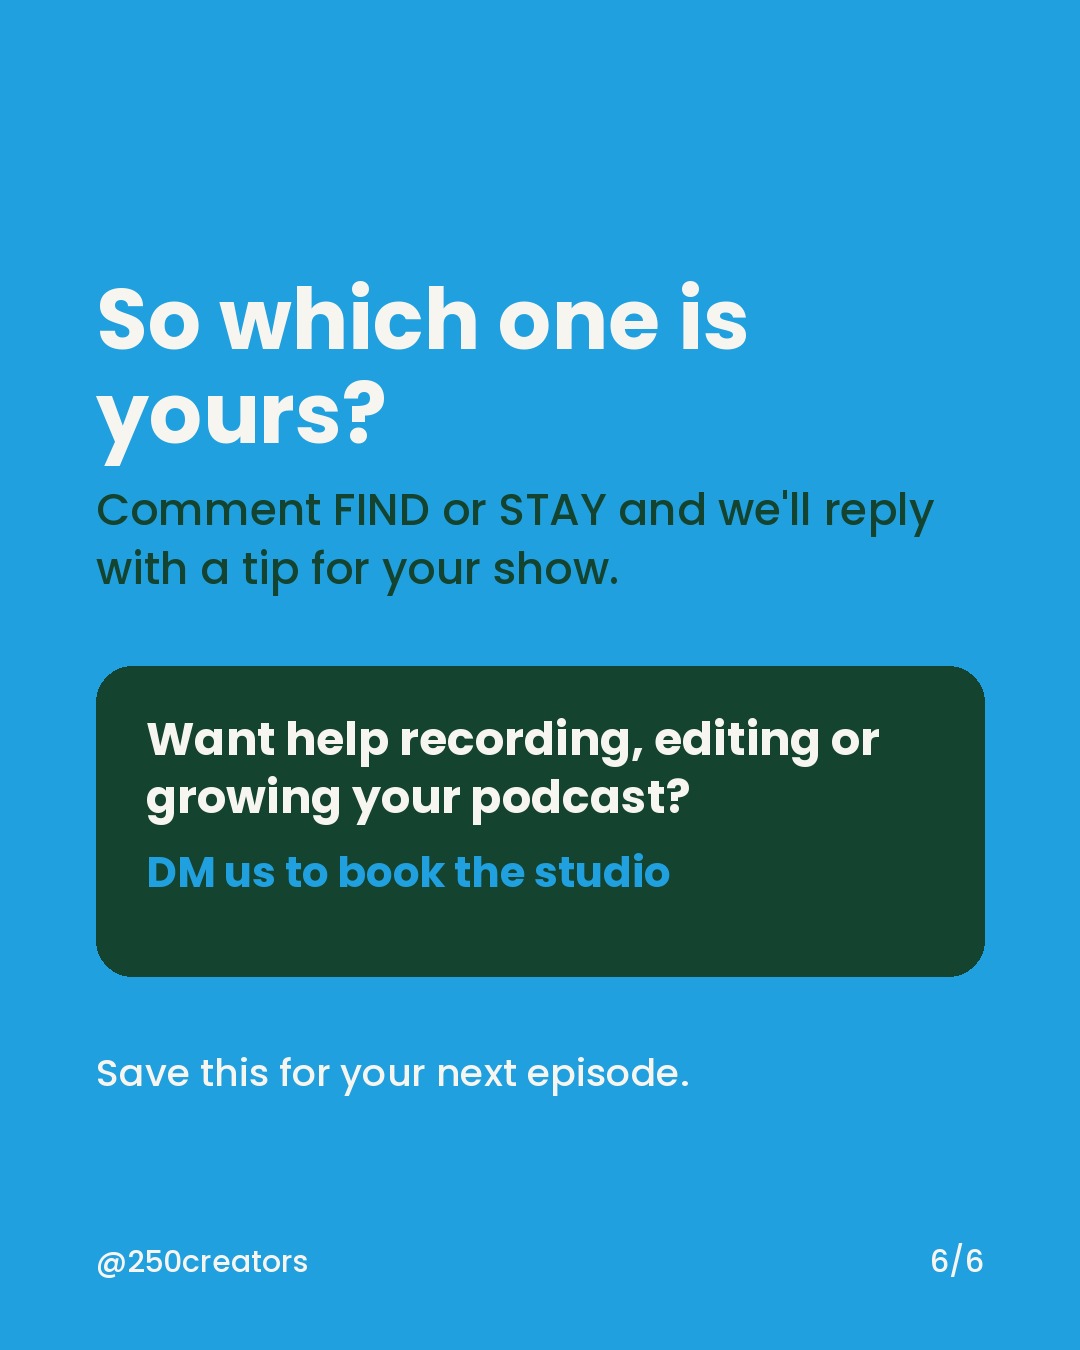 So which one is
yours?
Comment FIND or STAY and we'll reply
with a tip for your show.
Want help recording, editing or
growing your podcast?
DM us to book the studio
Save this for your next episode.
@250creators
6/6